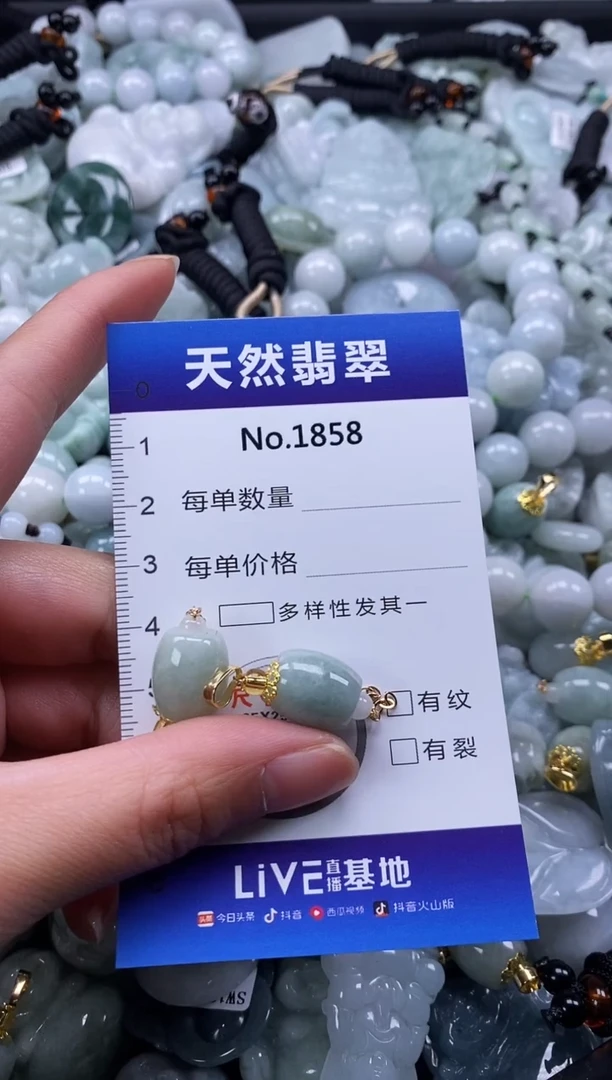 天然翡翠
No.1858
0
1
每单数量
2
每单价格
3
多样性发其一
4
有纹
有裂
LiVE直播基地
今日头条 抖音 西瓜视频 抖音火山版